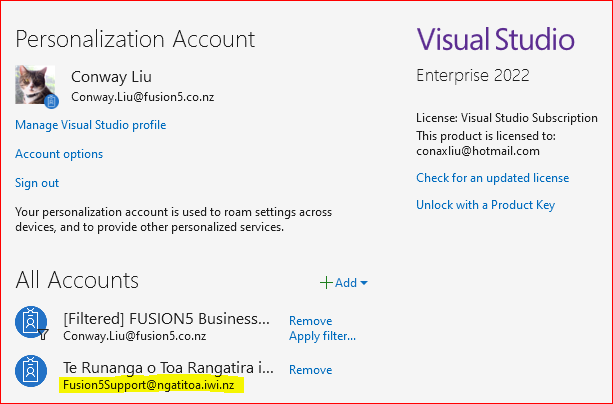 Personalization Account
Conway Liu
Conway.Liu@fusion5.co.nz
Manage Visual Studio profile
Account options
Sign out
Your personalization account is used to roam settings across
devices, and to provide other personalized services.
All Accounts
Add
[Filtered] FUSION5 Business...
Conway.Liu@fusion5.co.nz
Remove
Apply filter...
Te Runanga o Toa Rangatira i...
Fusion5Support@ngatitoa.iwi.nz
Remove
Visual Studio
Enterprise 2022
License: Visual Studio Subscription
This product is licensed to:
conaxliu@hotmail.com
Check for an updated license
Unlock with a Product Key